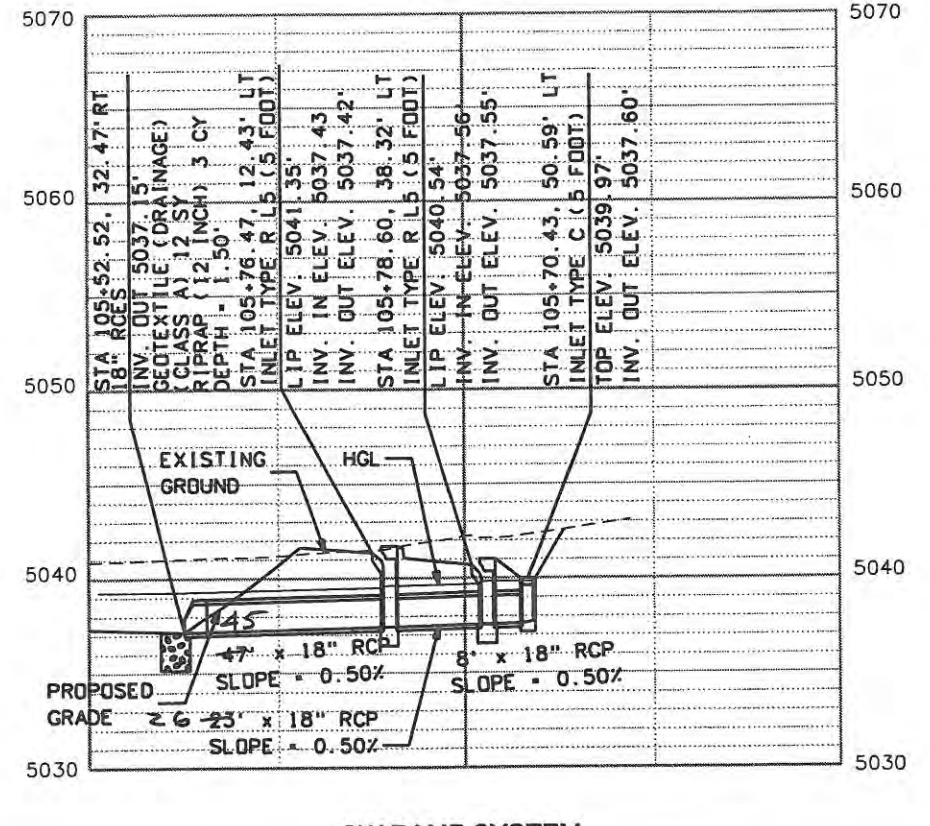 5070
5070
5060
5060
5050
5050
5040
5040
5030
5030
STA 105+52.52, 32.47' RT
18" RCES
INV. OUT 5037.15'
GEOTEXTILE (DRAINAGE)
(CLASS A) 12 SY
RIPRAP (12 INCH) 3 CY
DEPTH = 1.50'
STA 105+76.47, 12.43' LT
INLET TYPE R L5 (5 FOOT)
LIP ELEV. 5041.35'
INV. IN ELEV. 5037.43'
INV. OUT ELEV. 5037.42'
STA 105+78.60, 38.32' LT
INLET TYPE R L5 (5 FOOT)
LIP ELEV. 5040.54'
INV. IN ELEV. 5037.56'
INV. OUT ELEV. 5037.55'
STA 105+70.43, 50.59' LT
INLET TYPE C (5 FOOT)
TOP ELEV. 5039.97'
INV. OUT ELEV. 5037.60'
EXISTING
GROUND
HGL
45
47' x 18" RCP
SLOPE = 0.50%
8' x 18" RCP
SLOPE = 0.50%
PROPOSED
GRADE
26 23' x 18" RCP
SLOPE = 0.50%